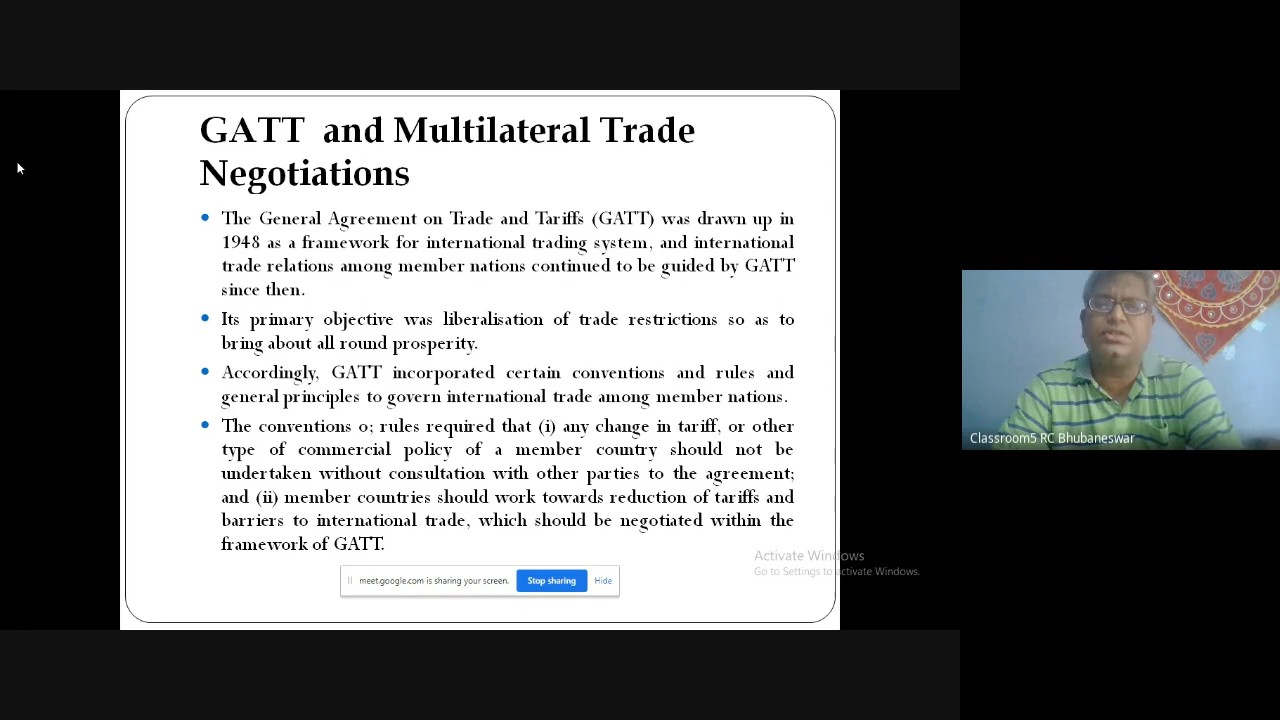 GATT and Multilateral Trade
Negotiations
• The General Agreement on Trade and Tariffs (GATT) was drawn up in
1948 as a framework for international trading system, and international
trade relations among member nations continued to be guided by GATT
since then.
• Its primary objective was liberalisation of trade restrictions so as to
bring about all round prosperity.
• Accordingly, GATT incorporated certain conventions and rules and
general principles to govern international trade among member nations.
• The conventions o; rules required that (i) any change in tariff, or other
type of commercial policy of a member country should not be
undertaken without consultation with other parties to the agreement;
and (ii) member countries should work towards reduction of tariffs and
barriers to international trade, which should be negotiated within the
framework of GATT.
meet.google.com is sharing your screen. Stop sharing Hide
Activate Windows
Go to Settings to activate Windows.
Classroom5 RC Bhubaneswar